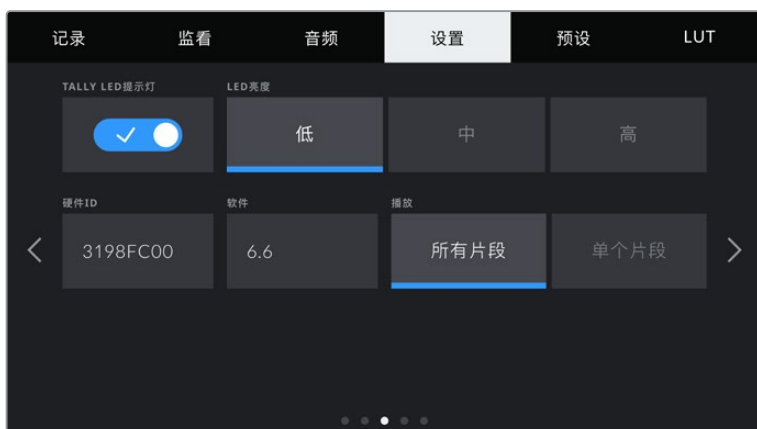 记录 监看 音频 设置 预设 LUT
TALLY LED提示灯 LED亮度
低 中 高
硬件ID 软件 播放
3198FC00 6.6 所有片段 单个片段